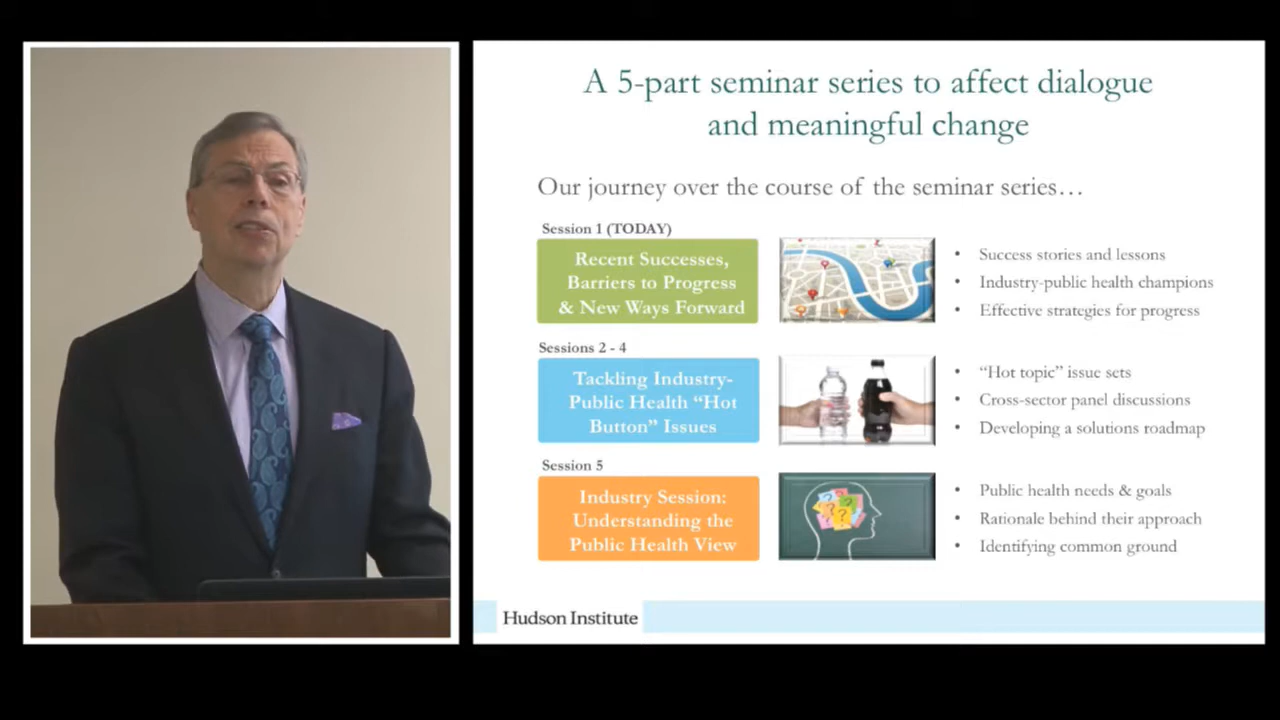 A 5-part seminar series to affect dialogue
and meaningful change
Our journey over the course of the seminar series…
Session 1 (TODAY)
Recent Successes,
Barriers to Progress
& New Ways Forward
• Success stories and lessons
• Industry-public health champions
• Effective strategies for progress
Sessions 2 - 4
Tackling Industry-
Public Health “Hot
Button” Issues
• “Hot topic” issue sets
• Cross-sector panel discussions
• Developing a solutions roadmap
Session 5
Industry Session:
Understanding the
Public Health View
• Public health needs & goals
• Rationale behind their approach
• Identifying common ground
Hudson Institute